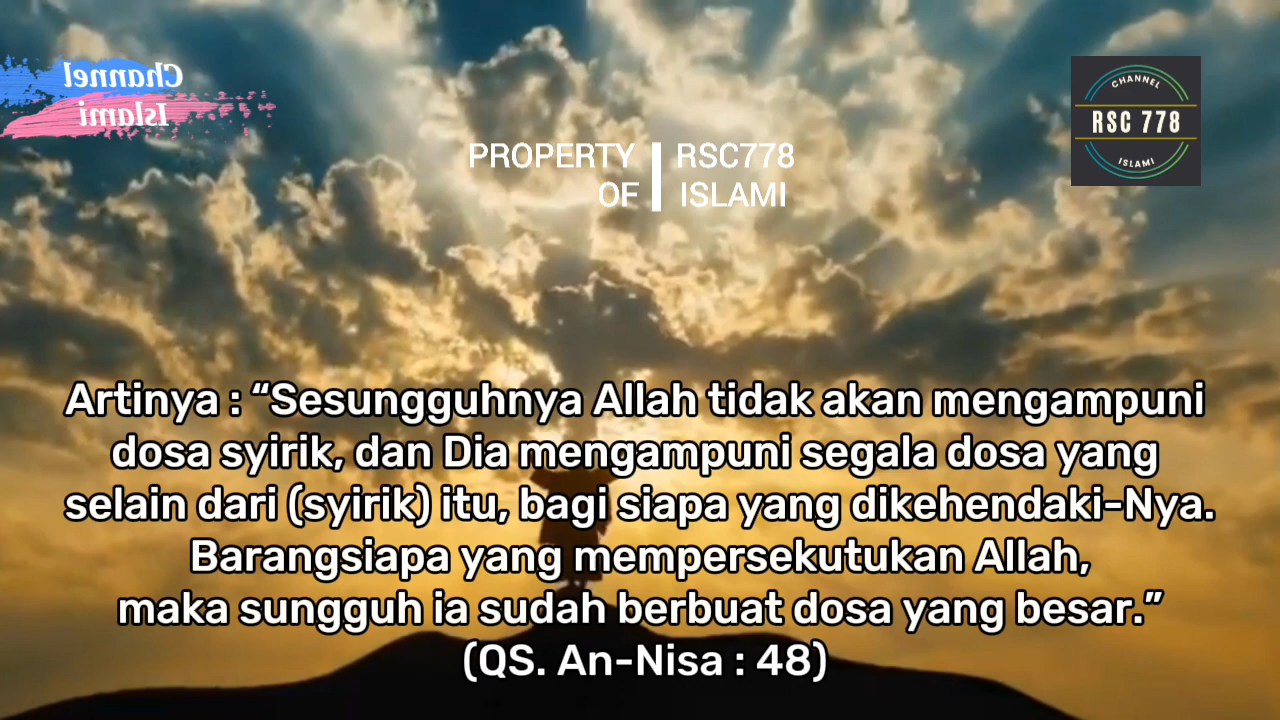 Channel
Islami
CHANNEL
RSC 778
ISLAMI
PROPERTY OF
RSC778 ISLAMI
Artinya : “Sesungguhnya Allah tidak akan mengampuni
dosa syirik, dan Dia mengampuni segala dosa yang
selain dari (syirik) itu, bagi siapa yang dikehendaki-Nya.
Barangsiapa yang mempersekutukan Allah,
maka sungguh ia sudah berbuat dosa yang besar.”
(QS. An-Nisa : 48)